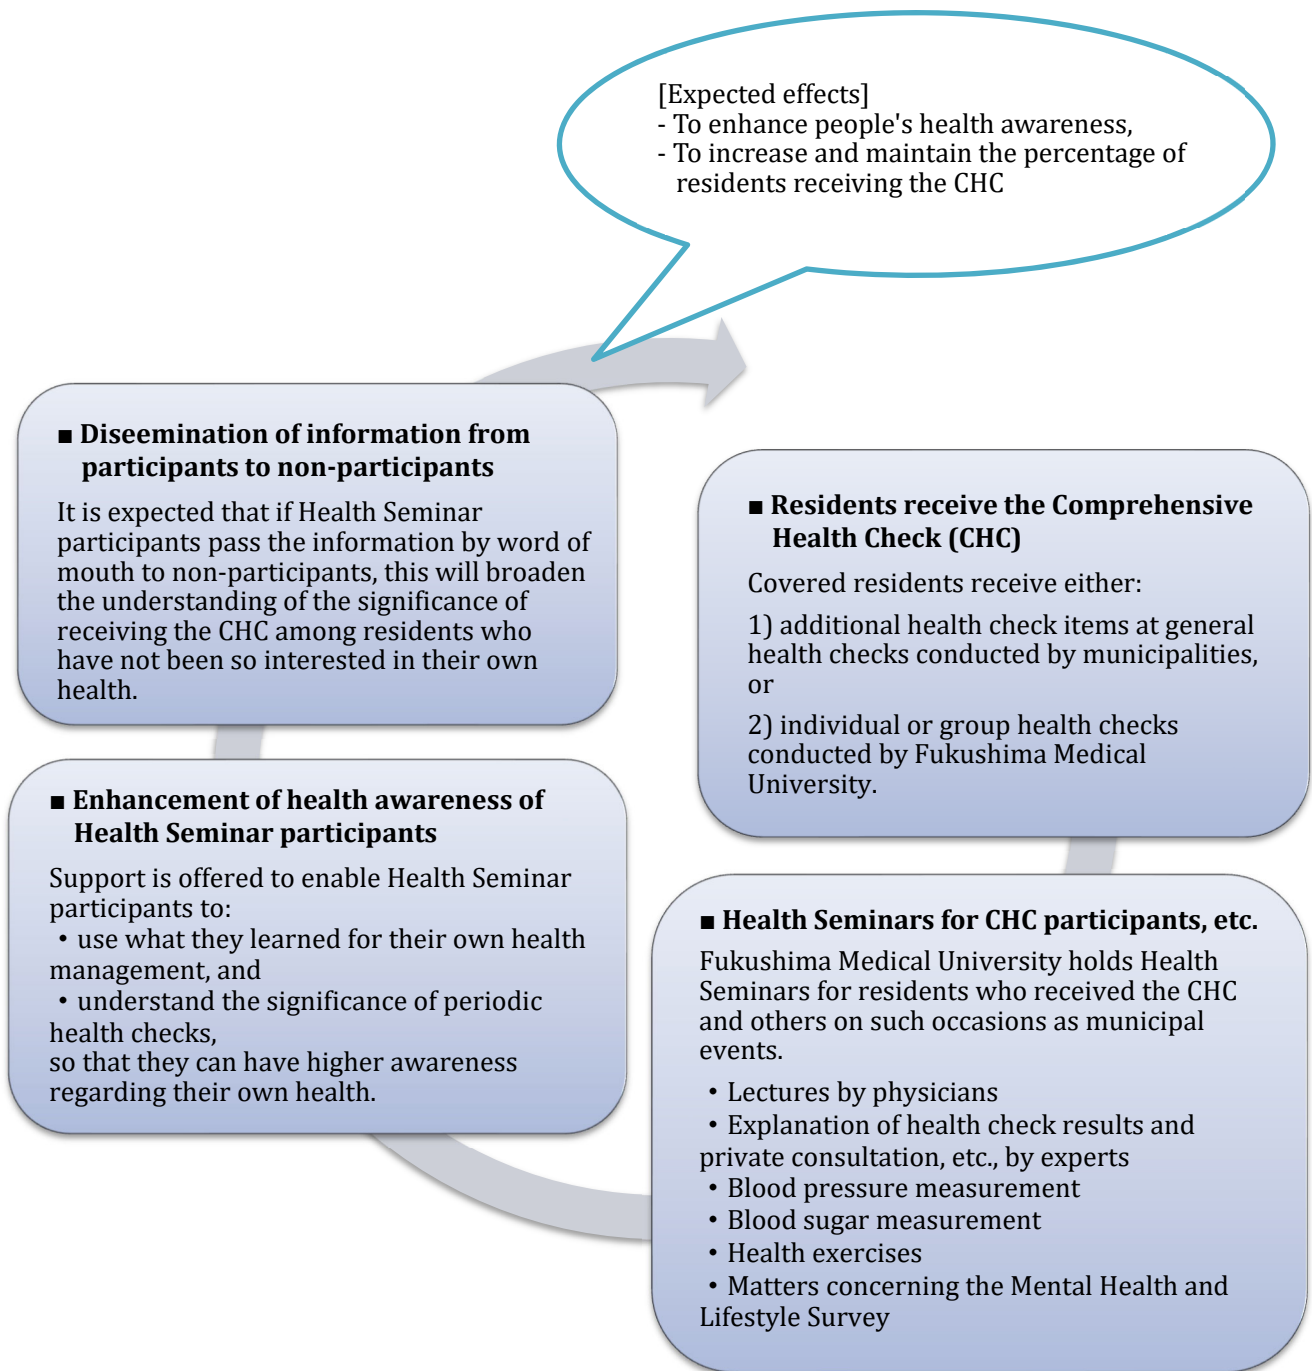 [Expected effects]
- To enhance people's health awareness,
- To increase and maintain the percentage of
residents receiving the CHC
■ Diseemination of information from
participants to non-participants
It is expected that if Health Seminar
participants pass the information by word of
mouth to non-participants, this will broaden
the understanding of the significance of
receiving the CHC among residents who
have not been so interested in their own
health.
■ Residents receive the Comprehensive
Health Check (CHC)
Covered residents receive either:
1) additional health check items at general
health checks conducted by municipalities,
or
2) individual or group health checks
conducted by Fukushima Medical
University.
■ Enhancement of health awareness of
Health Seminar participants
Support is offered to enable Health Seminar
participants to:
・use what they learned for their own health
management, and
・understand the significance of periodic
health checks,
so that they can have higher awareness
regarding their own health.
■ Health Seminars for CHC participants, etc.
Fukushima Medical University holds Health
Seminars for residents who received the CHC
and others on such occasions as municipal
events.
・Lectures by physicians
・Explanation of health check results and
private consultation, etc., by experts
・Blood pressure measurement
・Blood sugar measurement
・Health exercises
・Matters concerning the Mental Health and
Lifestyle Survey